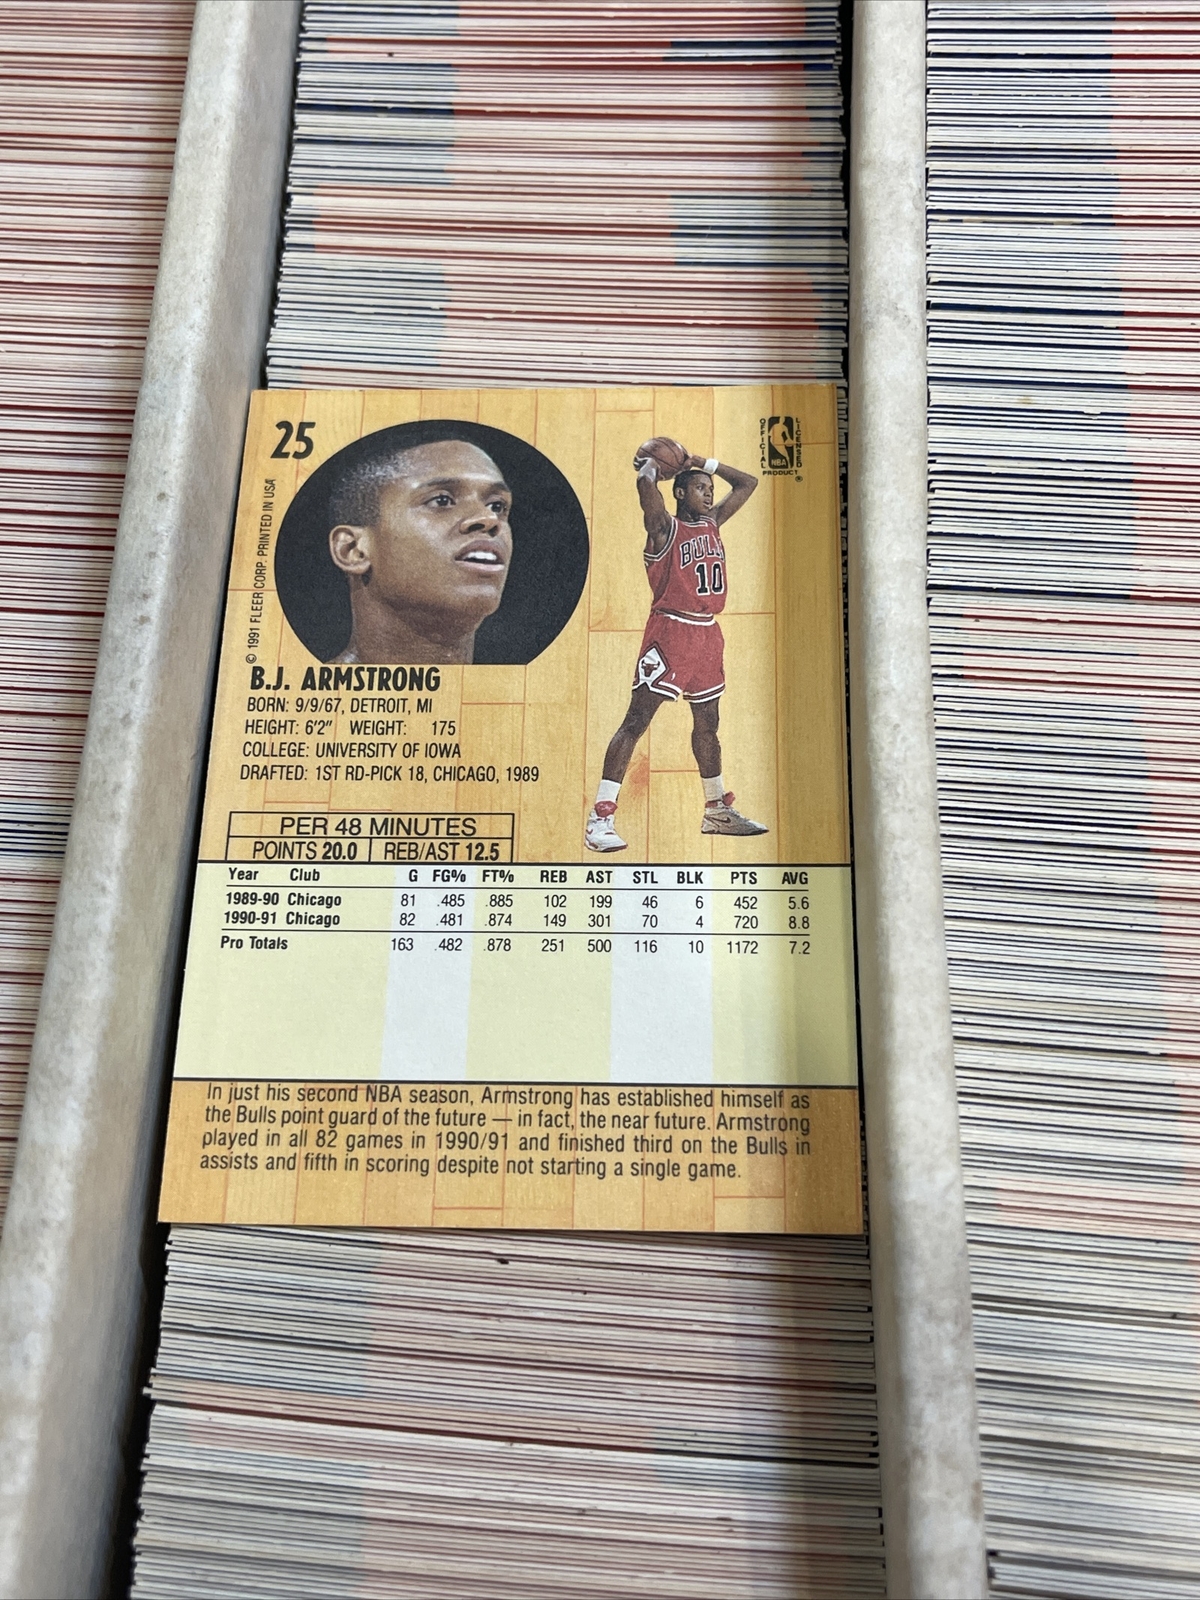 25
OFFICIAL LICENSED
NBA
PRODUCT
®
© 1991 FLEER CORP. PRINTED IN USA
BULLS
10
B.J. ARMSTRONG
BORN: 9/9/67, DETROIT, MI
HEIGHT: 6'2" WEIGHT: 175
COLLEGE: UNIVERSITY OF IOWA
DRAFTED: 1ST RD-PICK 18, CHICAGO, 1989
PER 48 MINUTES
POINTS 20.0 REB/AST 12.5
Year Club G FG% FT% REB AST STL BLK PTS AVG
1989-90 Chicago 81 .485 .885 102 199 46 6 452 5.6
1990-91 Chicago 82 .481 .874 149 301 70 4 720 8.8
Pro Totals 163 .482 .878 251 500 116 10 1172 7.2
In just his second NBA season, Armstrong has established himself as
the Bulls point guard of the future — in fact, the near future. Armstrong
played in all 82 games in 1990/91 and finished third on the Bulls in
assists and fifth in scoring despite not starting a single game.